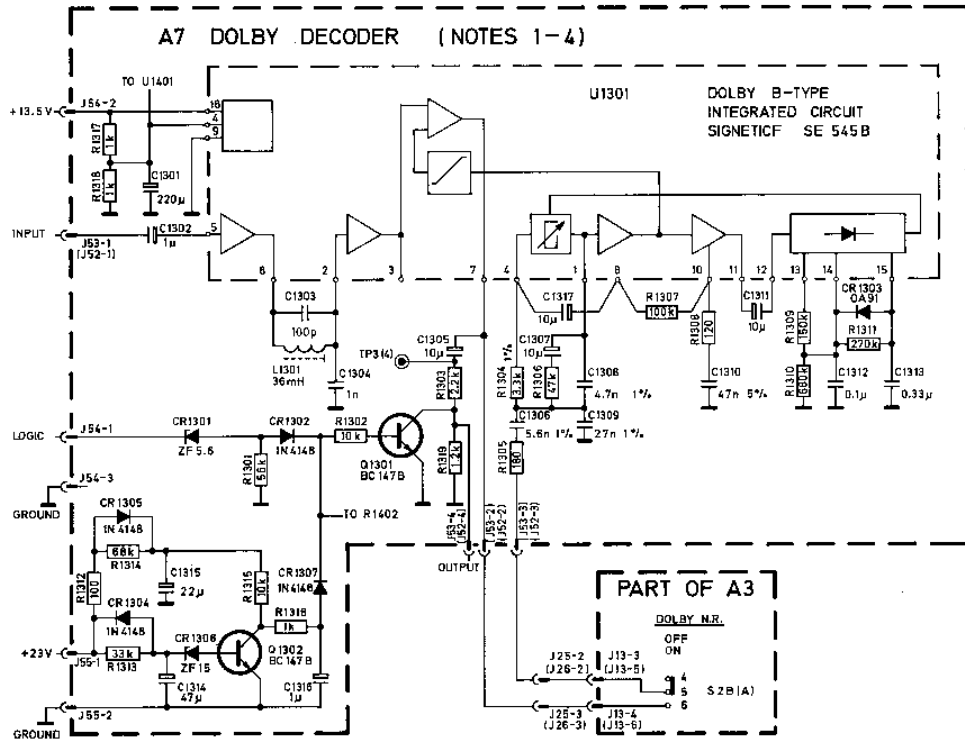 A7 DOLBY DECODER (NOTES 1-4)
TO U1401
U1301
DOLBY B-TYPE
INTEGRATED CIRCUIT
SIGNETICF SE 545B
+13.5V
J54-2
16
4
9
R1317
1k
R1318
1k
C1301
220µ
INPUT
J53-1
(J52-1)
C1302
1µ
5
6
2
3
7
4
1
8
10
11
12
13
14
15
C1303
100p
L1301
36mH
C1304
1n
TP3(4)
C1305
10µ
R1303
2.2k
R1319
1.2k
C1317
10µ
R1304
3.3k
1%
C1307
10µ
R1306
47k
C1308
4.7n 1%
C1306
5.6n 1%
C1309
27n 1%
R1305
180
R1307
100k
R1308
120
C1310
47n 5%
C1311
10µ
R1309
150k
R1310
680k
CR1303
OA91
R1311
270k
C1312
0.1µ
C1313
0.33µ
LOGIC
J54-1
CR1301
ZF5.6
CR1302
1N4148
R1302
10k
R1301
56k
Q1301
BC147B
J54-3
GROUND
TO R1402
CR1305
1N4148
R1314
68k
R1312
100
CR1304
1N4148
C1315
22µ
R1315
10k
CR1307
1N4148
R1316
1k
+23V
J55-1
33k
R1313
CR1306
ZF15
Q1302
BC147B
C1314
47µ
C1316
1µ
J55-2
GROUND
J53-4
(J52-4)
J53-2)
(J52-2)
J53-3)
(J52-3)
OUTPUT
PART OF A3
DOLBY N.R.
OFF
ON
J25-2
(J26-2)
J13-3
(J13-5)
4
5
6
S2B(A)
J25-3
(J26-3)
J13-4
(J13-6)